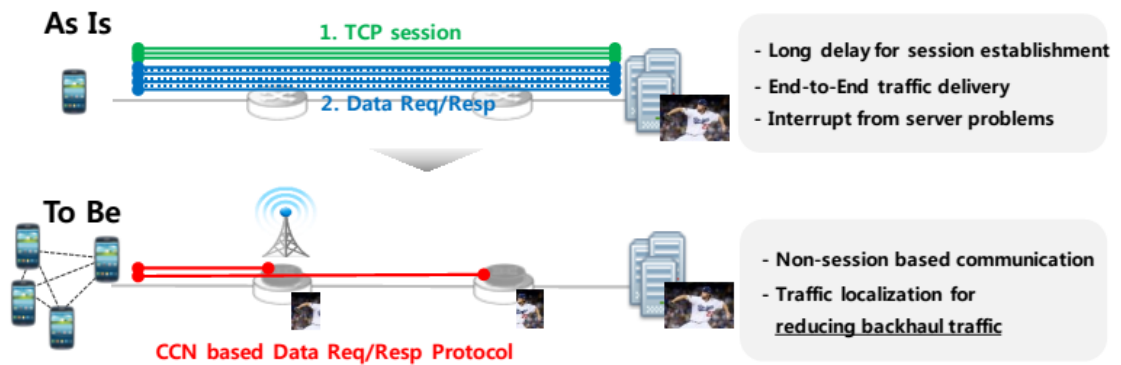 As Is
1. TCP session
2. Data Req/Resp
- Long delay for session establishment
- End-to-End traffic delivery
- Interrupt from server problems
To Be
CCN based Data Req/Resp Protocol
- Non-session based communication
- Traffic localization for
reducing backhaul traffic